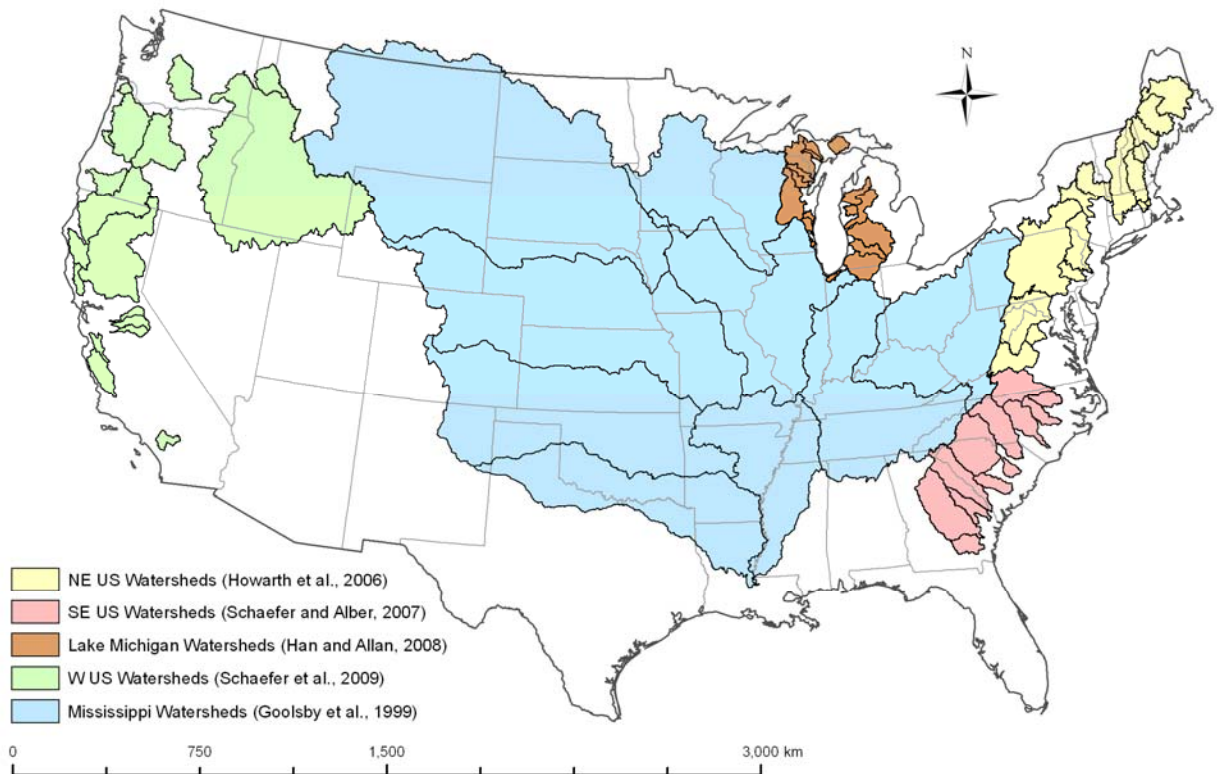 N
NE US Watersheds (Howarth et al., 2006)
SE US Watersheds (Schaefer and Alber, 2007)
Lake Michigan Watersheds (Han and Allan, 2008)
W US Watersheds (Schaefer et al., 2009)
Mississippi Watersheds (Goolsby et al., 1999)
0 750 1,500 3,000 km